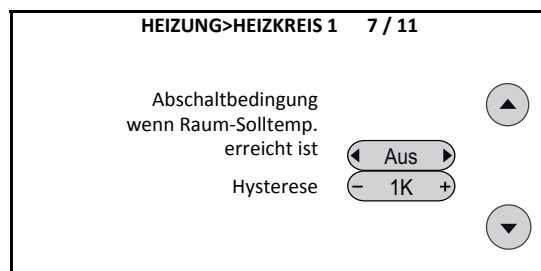 HEIZUNG>HEIZKREIS 1 7 / 11
Abschaltbedingung
wenn Raum-Solltemp.
erreicht ist
Aus
Hysterese
- 1K +